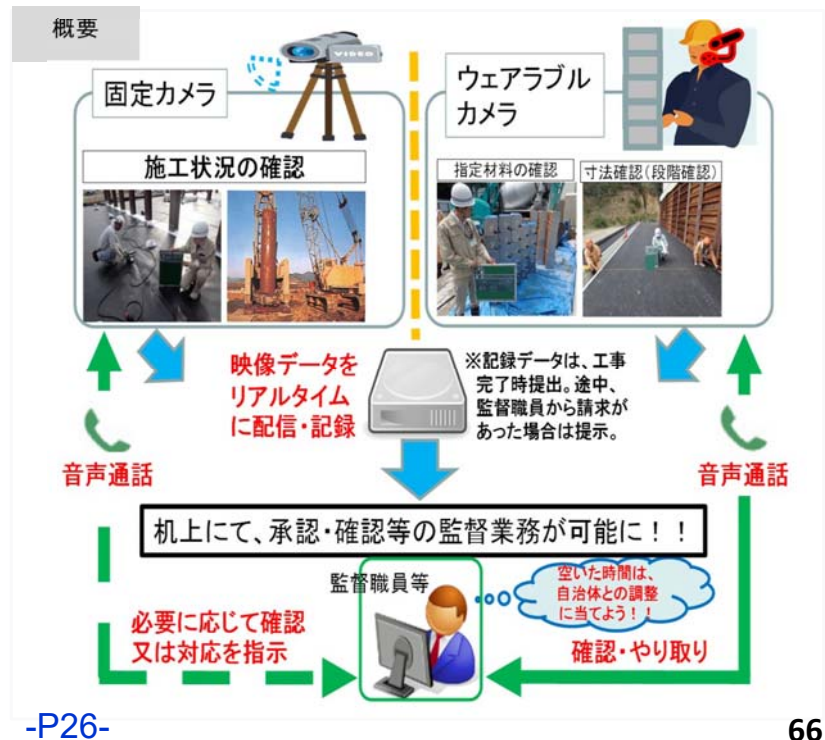 概要
VIDEO
固定カメラ
ウェアラブル
カメラ
施工状況の確認
指定材料の確認
寸法確認（段階確認）
映像データを
リアルタイム
に配信・記録
※記録データは、工事
完了時提出。途中、
監督職員から請求が
あった場合は提示。
音声通話
音声通話
机上にて、承認・確認等の監督業務が可能に！！
監督職員等
空いた時間は、
自治体との調整
に当てよう！！
必要に応じて確認
又は対応を指示
確認・やり取り
-P26-
66